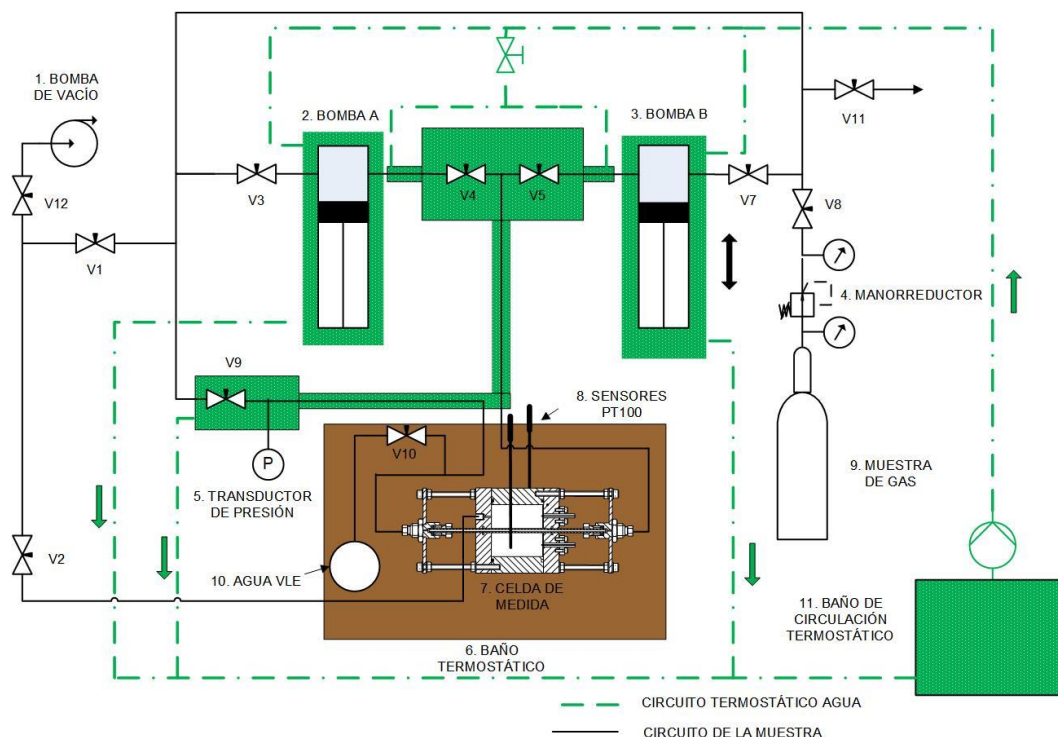 1. BOMBA
DE VACÍO
V12
V1
V2
V3
2. BOMBA A
V4
V5
3. BOMBA B
V7
V11
V8
4. MANORREDUCTOR
V9
P
5. TRANSDUCTOR
DE PRESIÓN
8. SENSORES
PT100
V10
10. AGUA VLE
7. CELDA DE
MEDIDA
6. BAÑO
TERMOSTÁTICO
9. MUESTRA
DE GAS
11. BAÑO DE
CIRCULACIÓN
TERMOSTÁTICO
CIRCUITO TERMOSTÁTICO AGUA
CIRCUITO DE LA MUESTRA